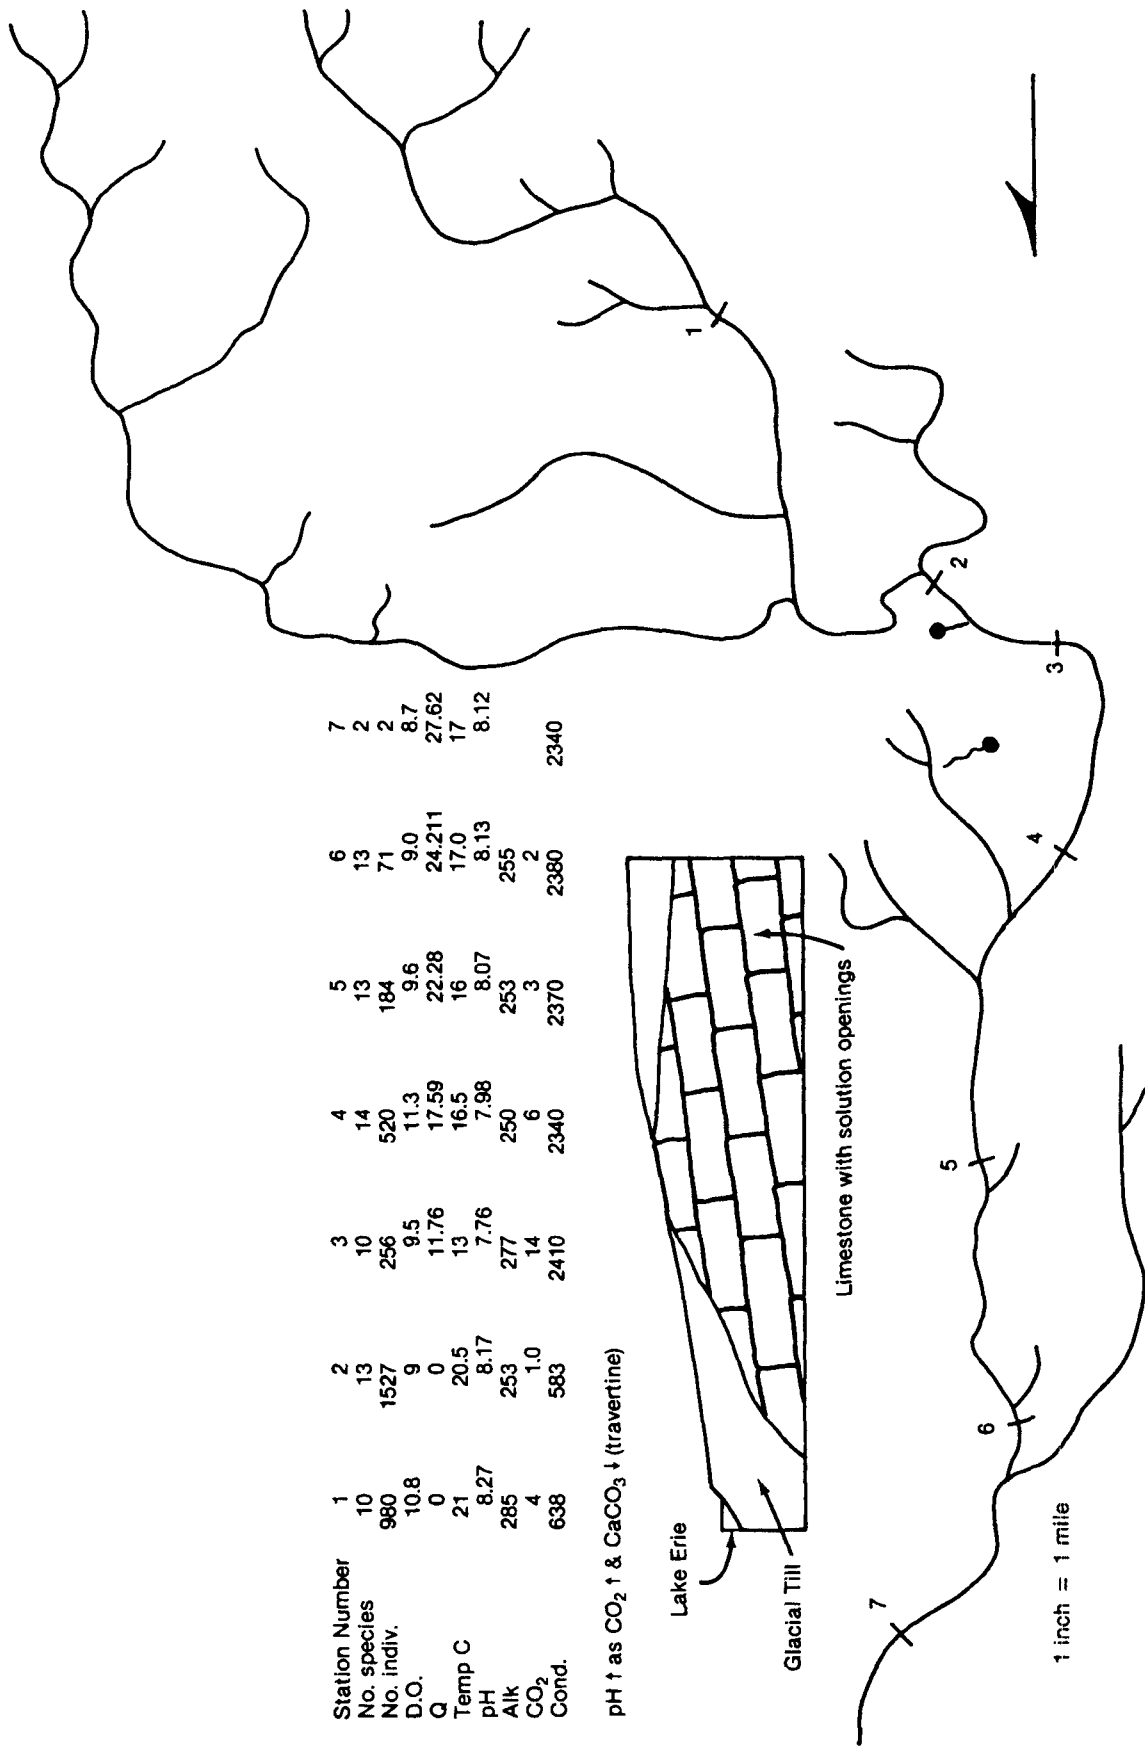 Station Number 1 2 3 4 5 6 7
No. species 10 13 10 14 13 13 2
No. indiv. 980 1527 256 520 184 71 2
D.O. 10.8 9 9.5 11.3 9.6 9.0 8.7
Q 0 0 11.76 17.59 22.28 24.211 27.62
Temp C 21 20.5 13 16.5 16 17.0 17
pH 8.27 8.17 7.76 7.98 8.07 8.13 8.12
Alk 285 253 277 250 253 255
CO₂ 4 1.0 14 6 3 2
Cond. 638 583 2410 2340 2370 2380 2340
pH ↑ as CO₂ ↑ & CaCO₃ ↓ (travertine)
Lake Erie
Glacial Till
Limestone with solution openings
1
2
3
4
5
6
7
1 inch = 1 mile